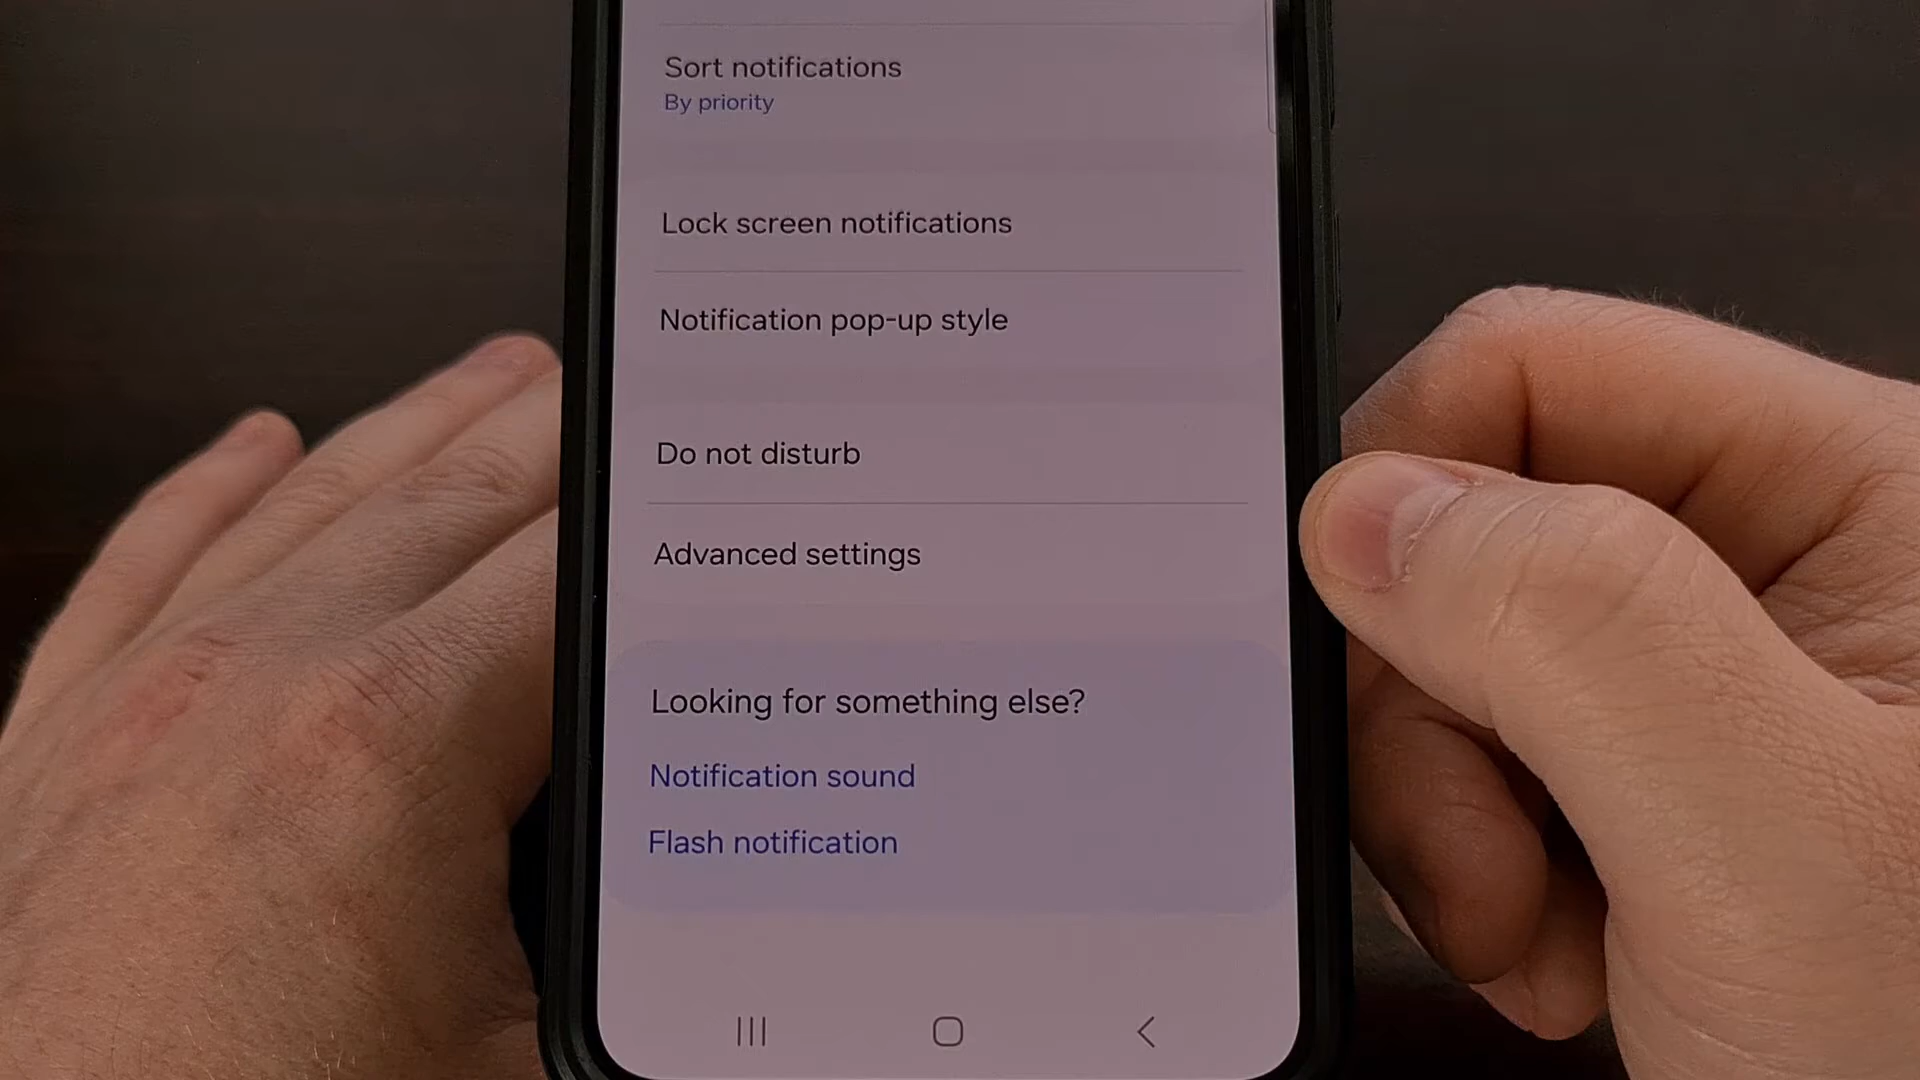 Sort notifications
By priority
Lock screen notifications
Notification pop-up style
Do not disturb
Advanced settings
Looking for something else?
Notification sound
Flash notification